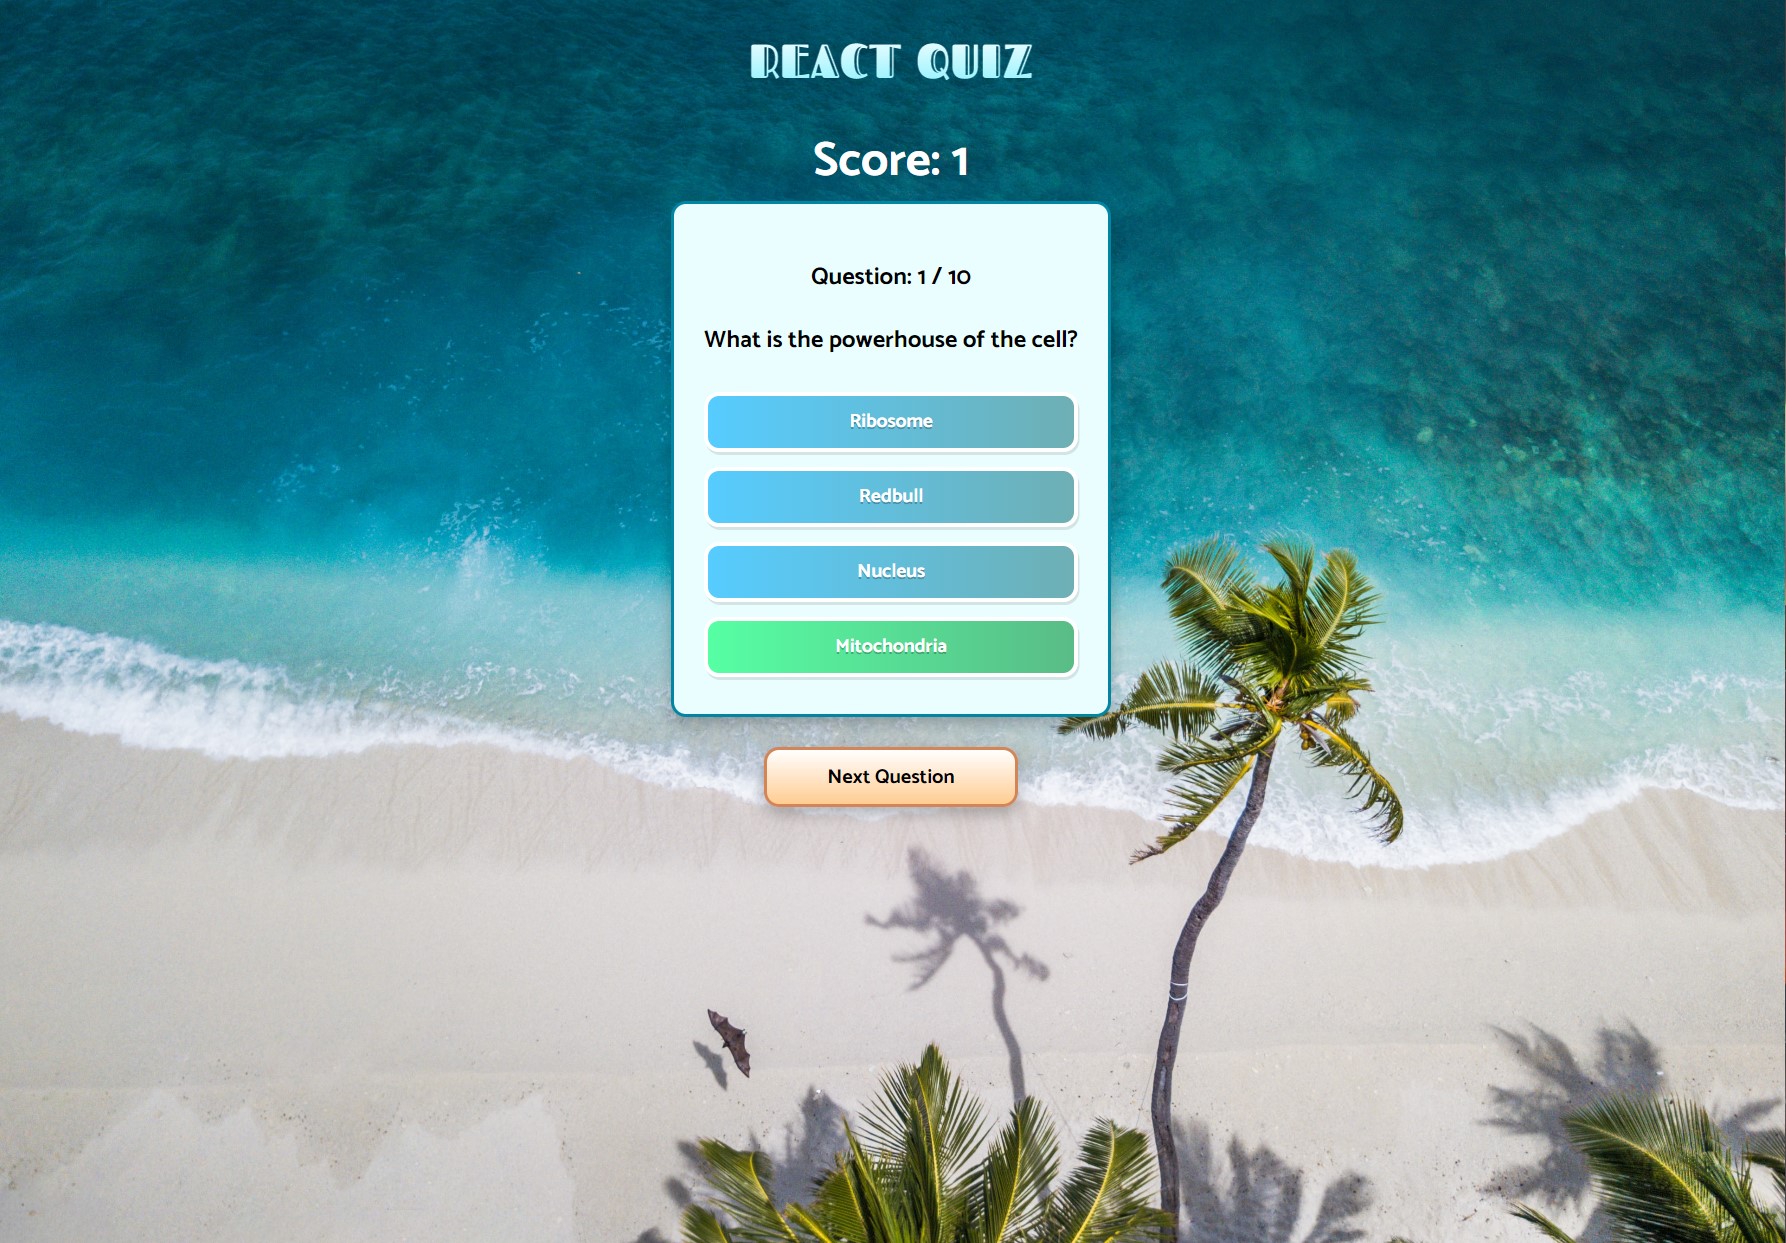 REACT QUIZ
Score: 1
Question: 1 / 10
What is the powerhouse of the cell?
Ribosome
Redbull
Nucleus
Mitochondria
Next Question